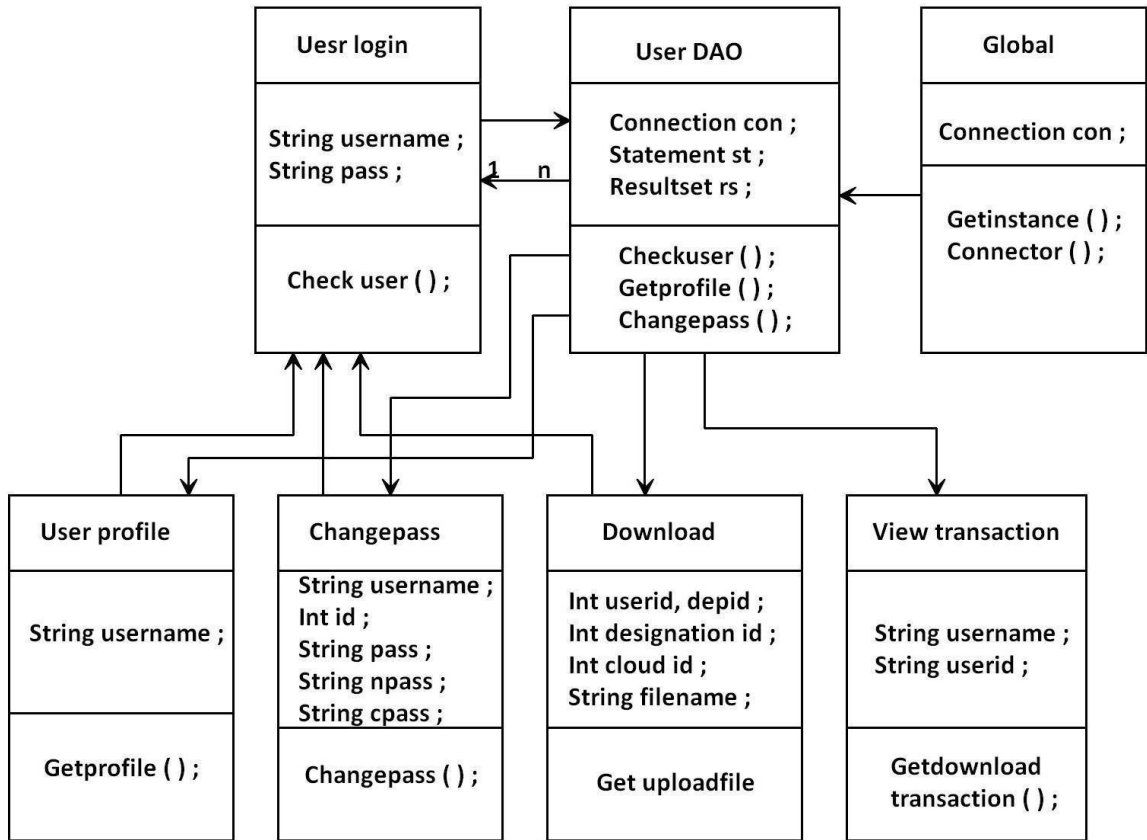 Uesr login
String username ;
String pass ;
Check user ( ) ;
1 n
User DAO
Connection con ;
Statement st ;
Resultset rs ;
Checkuser ( ) ;
Getprofile ( ) ;
Changepass ( ) ;
Global
Connection con ;
Getinstance ( ) ;
Connector ( ) ;
User profile
String username ;
Getprofile ( ) ;
Changepass
String username ;
Int id ;
String pass ;
String npass ;
String cpass ;
Changepass ( ) ;
Download
Int userid, depid ;
Int designation id ;
Int cloud id ;
String filename ;
Get uploadfile
View transaction
String username ;
String userid ;
Getdownload
transaction ( ) ;